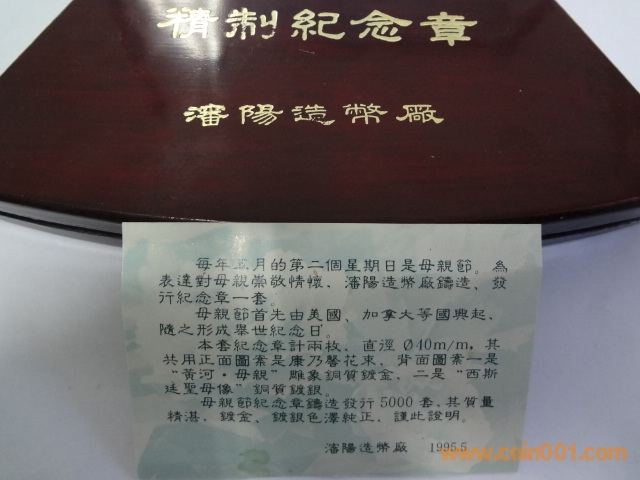 精制紀念章
瀋陽造幣廠
每年五月的第二個星期日是母親節。為
表達對母親崇敬情懷、瀋陽造幣廠鑄造、發
行紀念章一套。
母親節首先由美國、加拿大等國興起,
隨之形成舉世紀念日。
本套紀念章計兩枚、直徑 Ø40m/m, 其
共用正面圖案是康乃馨花束、背面圖案一是
“黃河·母親”雕象銅質鍍金、二是“西斯
廷聖母像”銅質鍍銀。
母親節紀念章鑄造發行 5000 套、其質量
精湛、鍍金、鍍銀色澤純正、謹此證明。
瀋陽造幣廠 1995.5
www.coin001.com